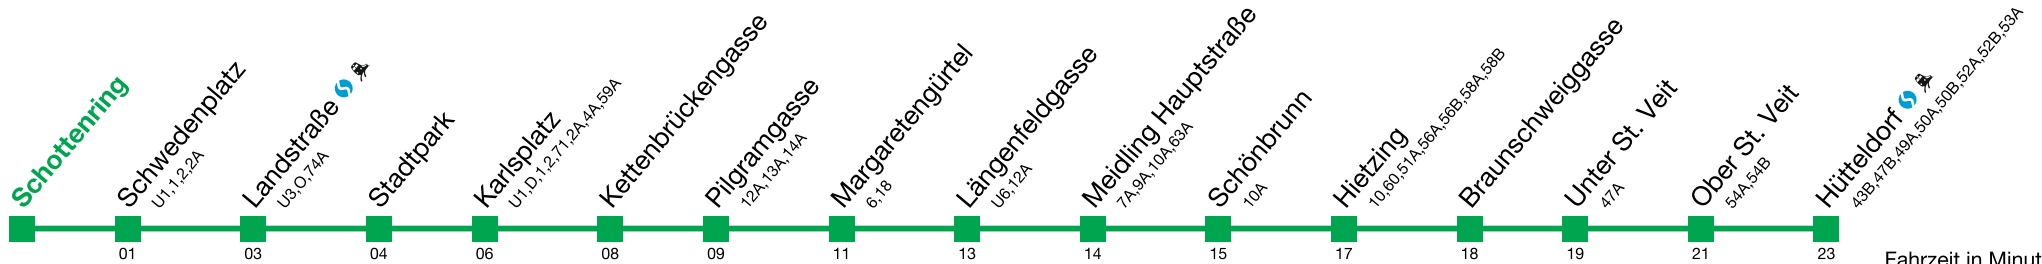 Schottenring
Schwedenplatz
U1,1,2,2A
Landstraße
U3,O,74A
Stadtpark
Karlsplatz
U1,D,1,2,71,2A,4A,59A
Kettenbrückengasse
Pilgramgasse
12A,13A,14A
Margaretengürtel
6,18
Längenfeldgasse
U6,12A
Meidling Hauptstraße
7A,9A,10A,63A
Schönbrunn
10A
Hietzing
10,60,51A,56A,56B,58A,58B
Braunschweiggasse
Unter St. Veit
47A
Ober St. Veit
54A,54B
Hütteldorf
43B,47B,49A,50A,50B,52A,52B,53A
01 03 04 06 08 09 11 13 14 15 17 18 19 21 23
Fahrzeit in Minut